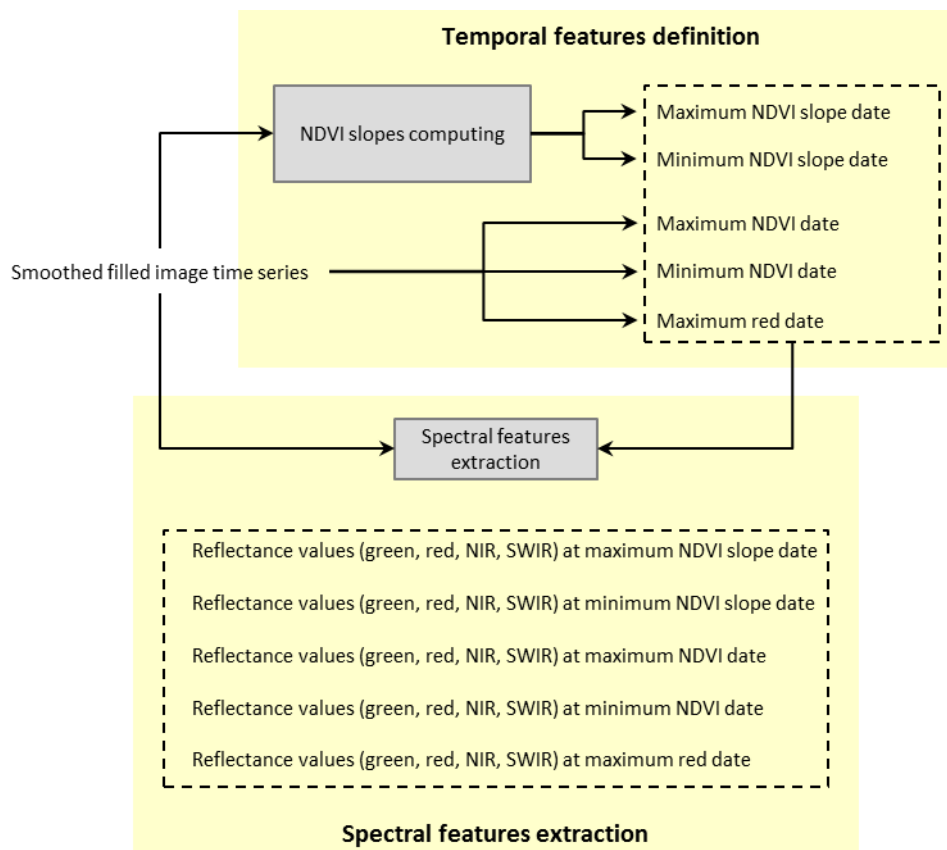 Temporal features definition
NDVI slopes computing
Maximum NDVI slope date
Minimum NDVI slope date
Maximum NDVI date
Smoothed filled image time series
Minimum NDVI date
Maximum red date
Spectral features
extraction
Reflectance values (green, red, NIR, SWIR) at maximum NDVI slope date
Reflectance values (green, red, NIR, SWIR) at minimum NDVI slope date
Reflectance values (green, red, NIR, SWIR) at maximum NDVI date
Reflectance values (green, red, NIR, SWIR) at minimum NDVI date
Reflectance values (green, red, NIR, SWIR) at maximum red date
Spectral features extraction